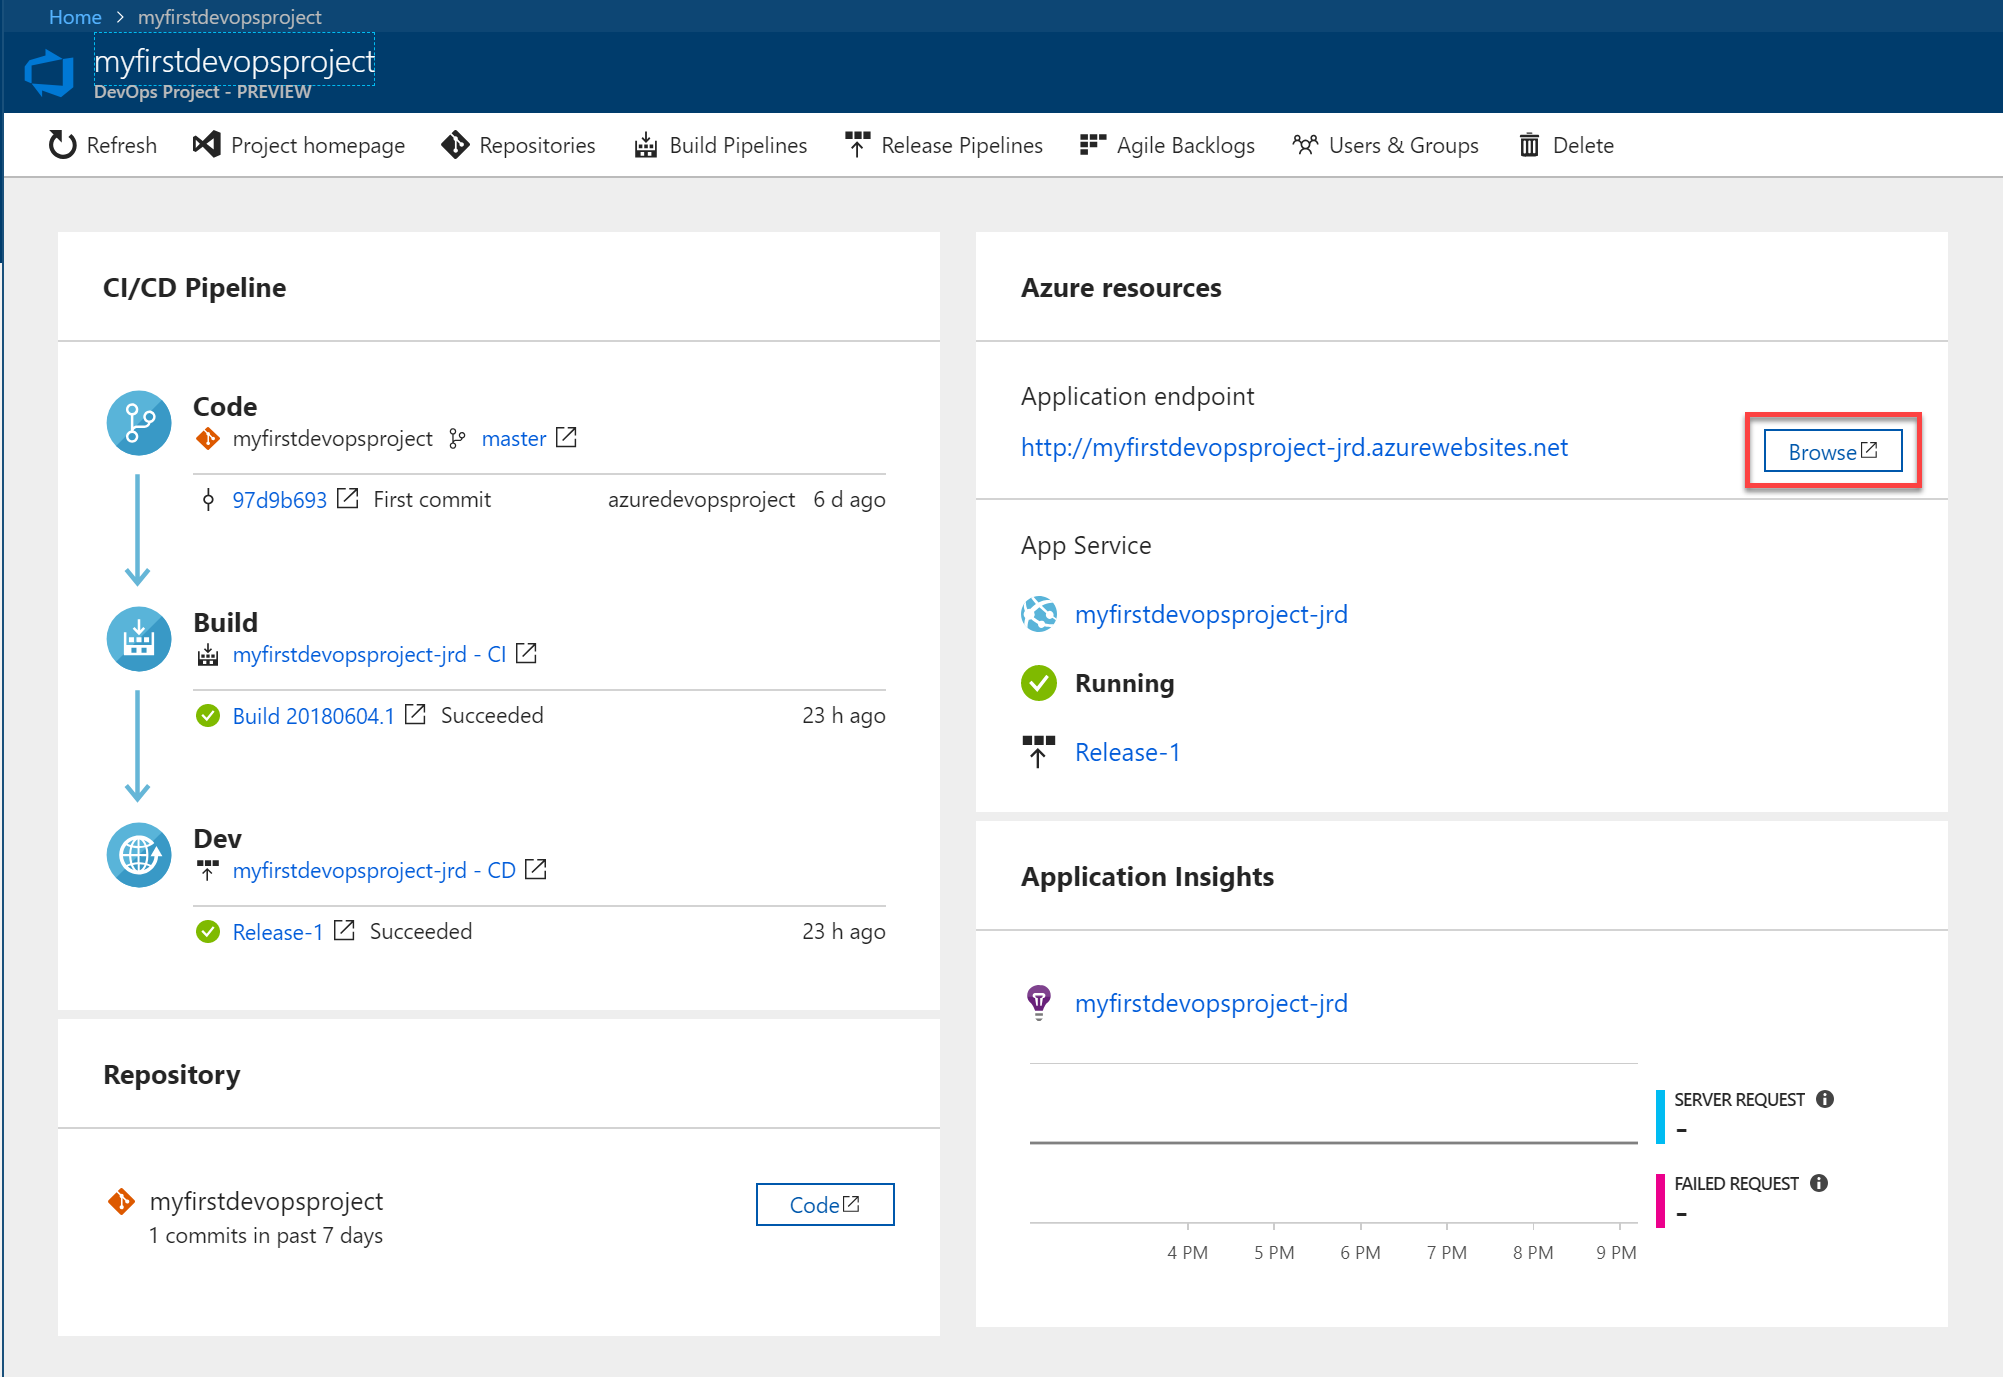 Home > myfirstdevopsproject
myfirstdevopsproject
DevOps Project - PREVIEW
Refresh Project homepage Repositories Build Pipelines Release Pipelines Agile Backlogs Users & Groups Delete
CI/CD Pipeline
Code
myfirstdevopsproject master
97d9b693 First commit azuredevopsproject 6 d ago
Build
myfirstdevopsproject-jrd - CI
Build 20180604.1 Succeeded 23 h ago
Dev
myfirstdevopsproject-jrd - CD
Release-1 Succeeded 23 h ago
Repository
myfirstdevopsproject
1 commits in past 7 days
Code
Azure resources
Application endpoint
http://myfirstdevopsproject-jrd.azurewebsites.net
Browse
App Service
myfirstdevopsproject-jrd
Running
Release-1
Application Insights
myfirstdevopsproject-jrd
SERVER REQUEST
-
FAILED REQUEST
-
4 PM 5 PM 6 PM 7 PM 8 PM 9 PM